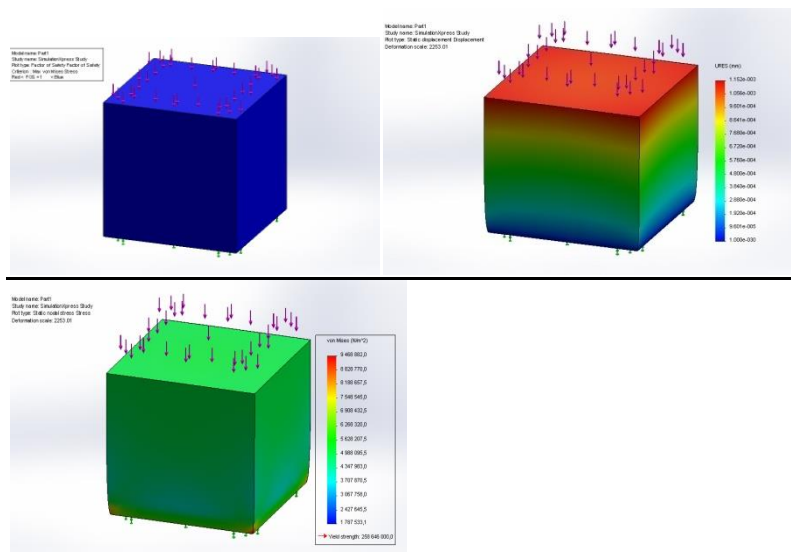 Model name: Part1
Study name: SimulationXpress Study
Plot type: Factor of Safety Factor of Safety
Criterion : Max von Mises Stress
Red < FOS = 1 < Blue
Model name: Part1
Study name: SimulationXpress Study
Plot type: Static displacement Displacement
Deformation scale: 2253.01
URES (mm)
1.152e-003
1.056e-003
9.601e-004
8.641e-004
7.680e-004
6.720e-004
5.760e-004
4.800e-004
3.840e-004
2.880e-004
1.920e-004
9.601e-005
1.000e-030
Model name: Part1
Study name: SimulationXpress Study
Plot type: Static nodal stress Stress
Deformation scale: 2253.01
von Mises (N/m^2)
9 468 882,0
8 828 770,0
8 188 657,5
7 548 545,0
6 908 432,5
6 268 320,0
5 628 207,5
4 988 095,5
4 347 983,0
3 707 870,5
3 067 758,0
2 427 645,5
1 787 533,1
Yield strength: 258 646 000,0